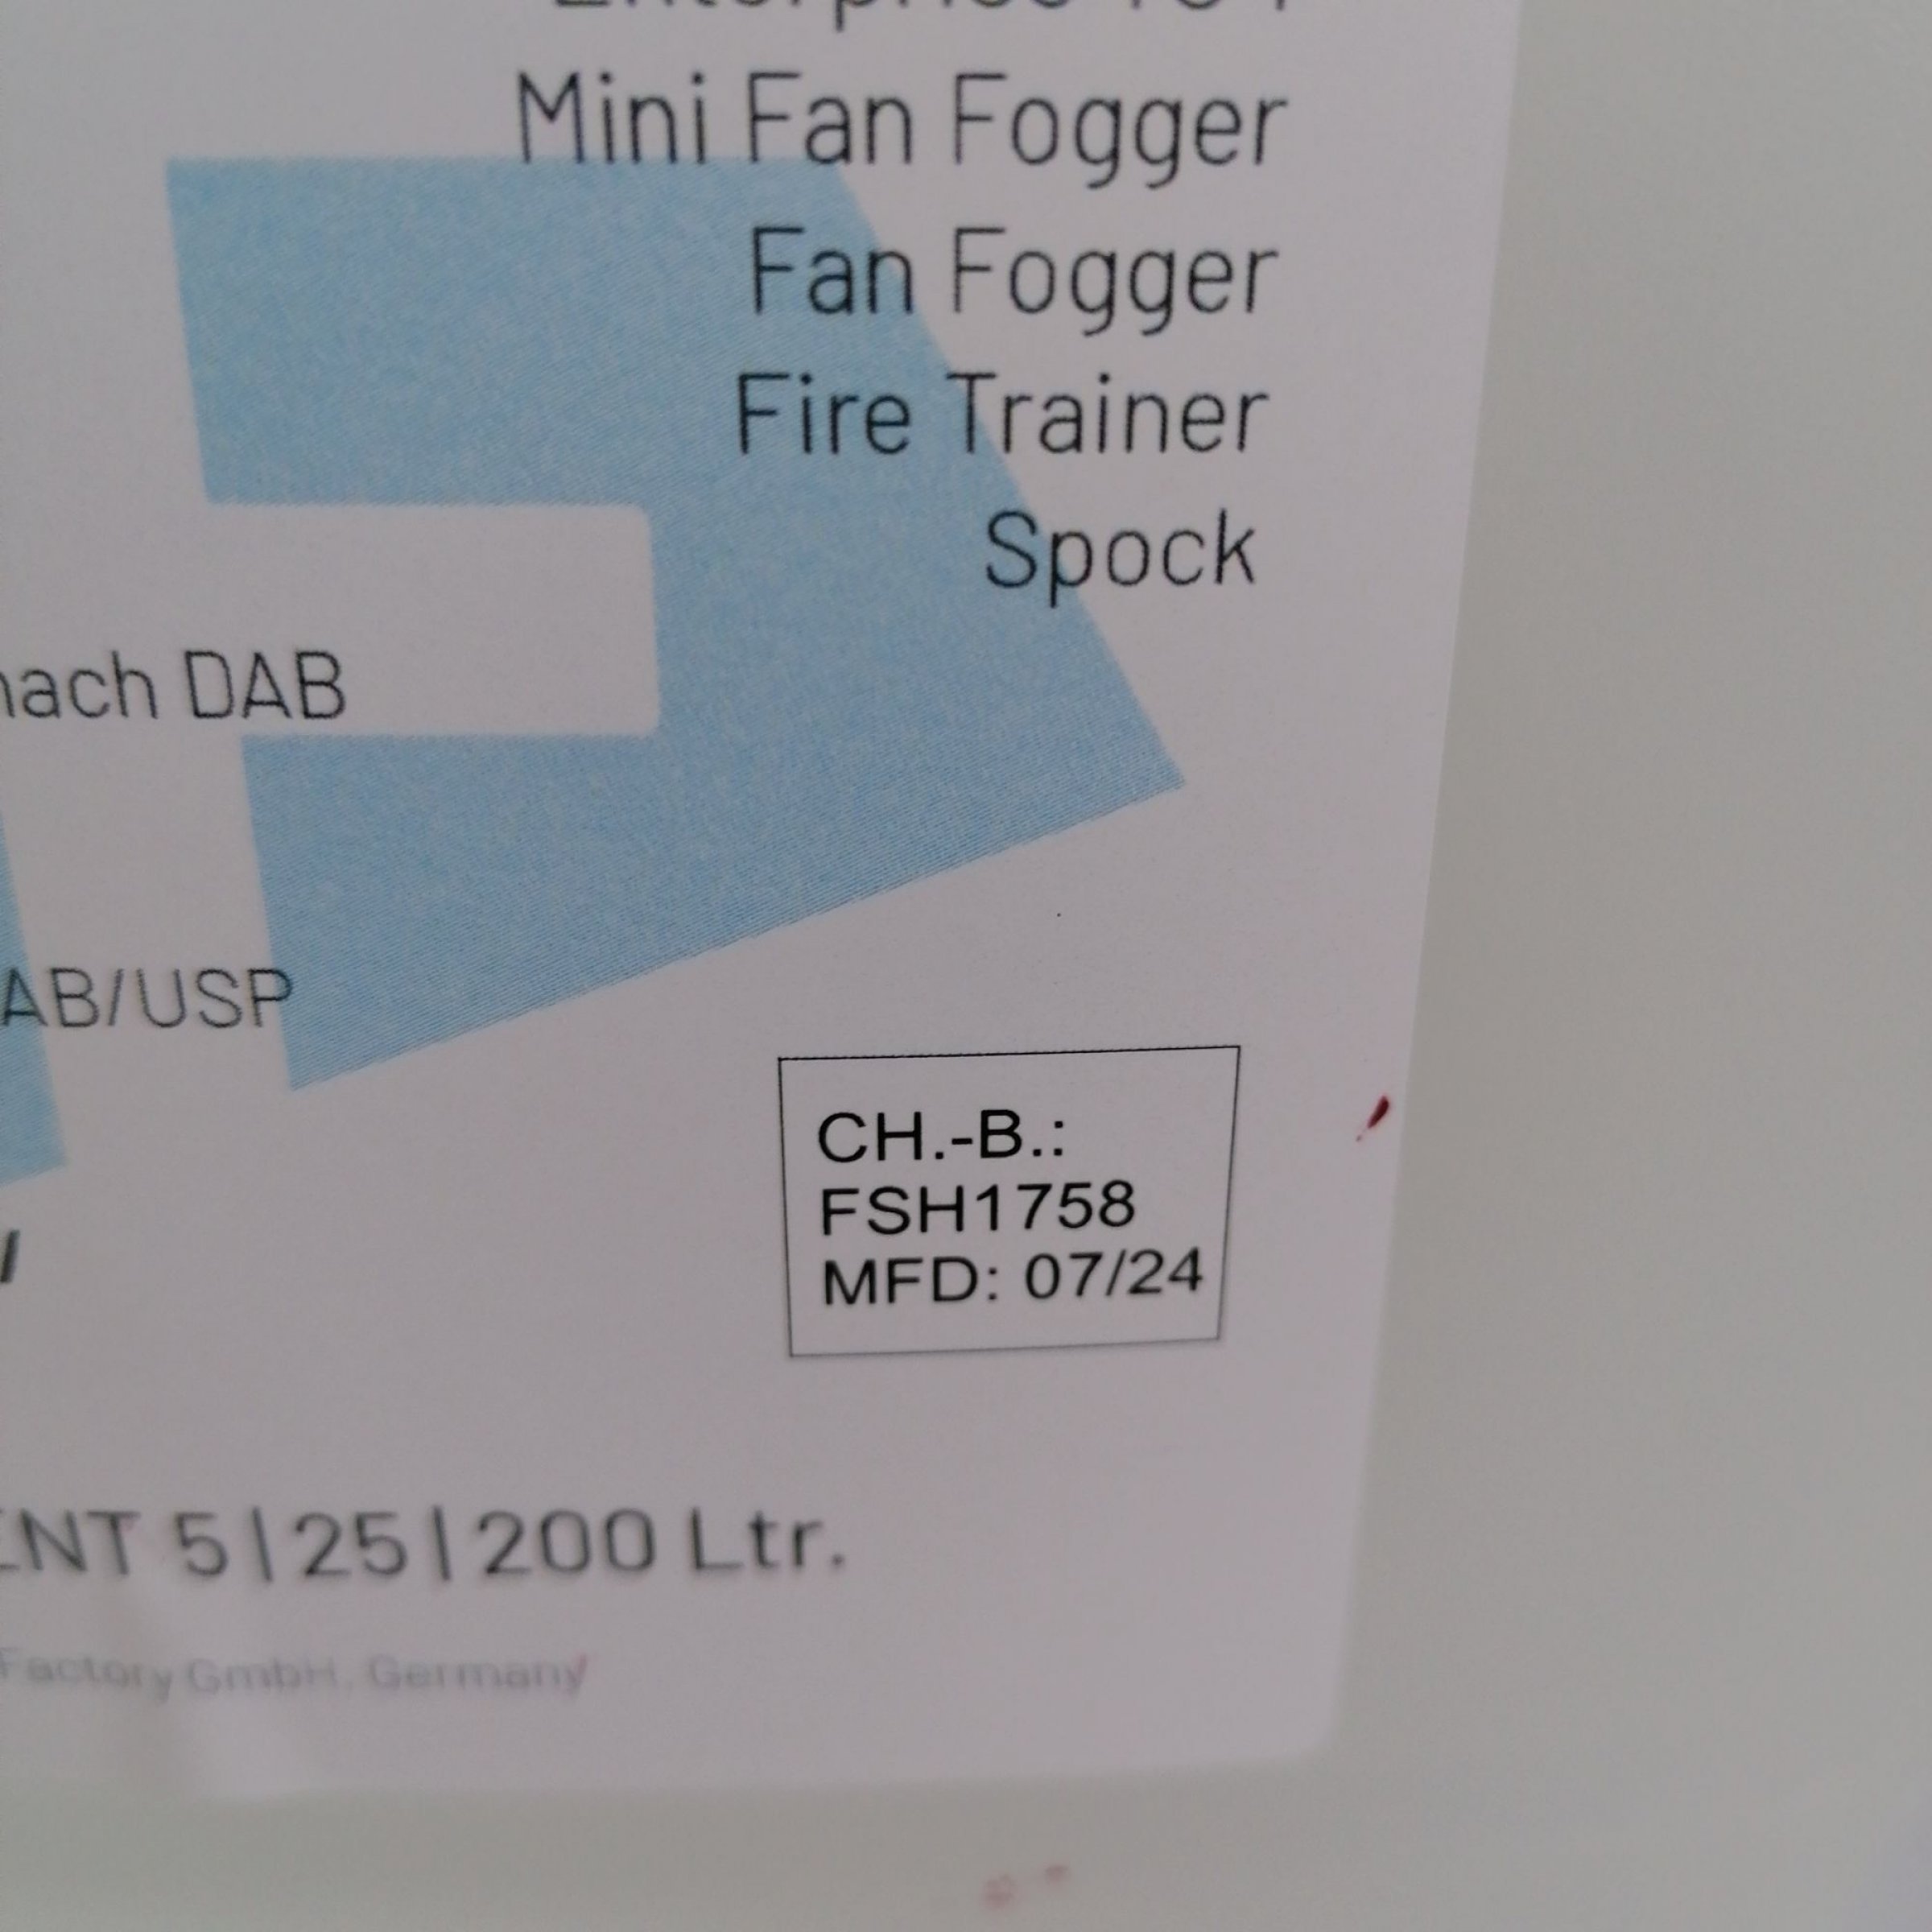 Mini Fan Fogger
Fan Fogger
Fire Trainer
Spock
nach DAB
AB/USP
CH.-B.:
FSH1758
MFD: 07/24
ENT 5|25|200 Ltr.
Factory GmbH, Germany